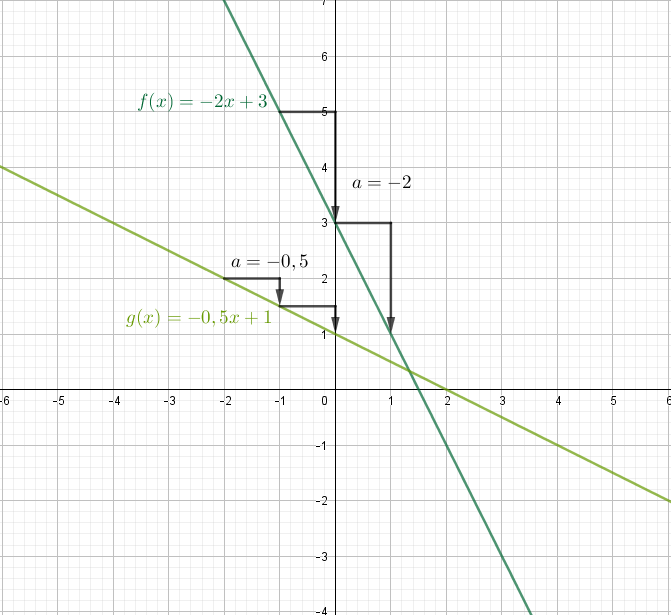 7
6
f(x) = −2x + 3
5
4
a = −2
3
a = −0, 5
2
g(x) = −0, 5x + 1
1
-6 -5 -4 -3 -2 -1 0 1 2 3 4 5 6
-1
-2
-3
-4